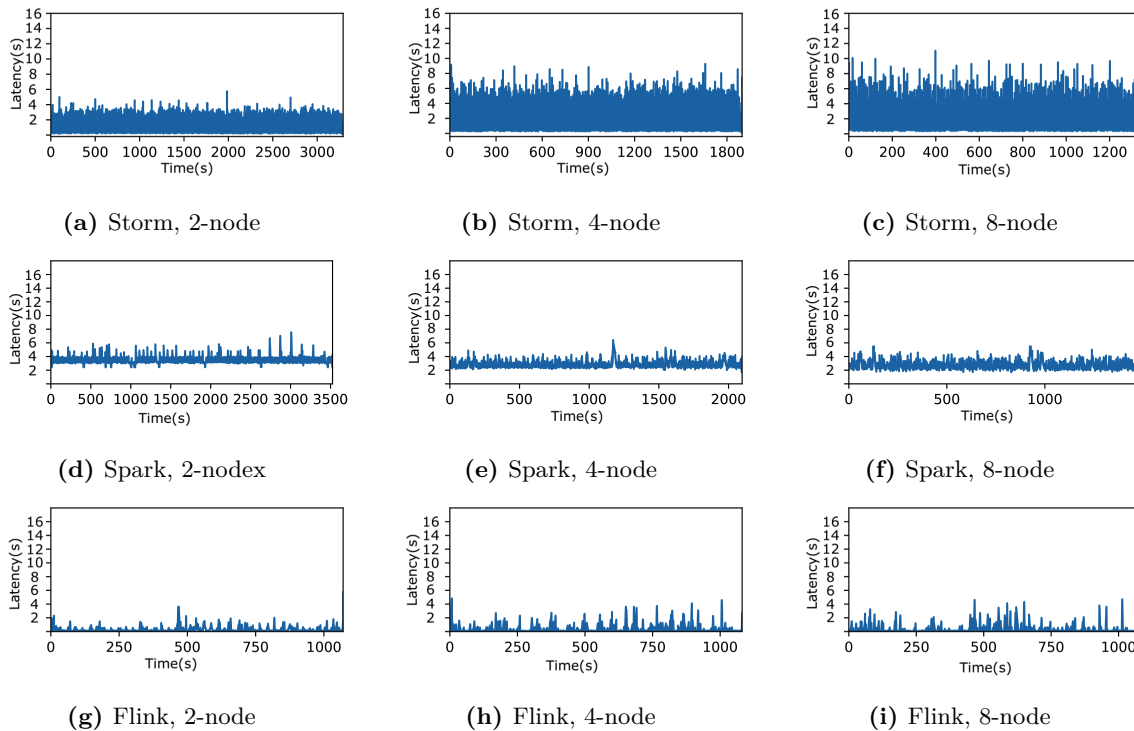 16
14
12
10
8
6
4
2
Latency(s)
0 500 1000 1500 2000 2500 3000
Time(s)
(a) Storm, 2-node
16
14
12
10
8
6
4
2
Latency(s)
0 300 600 900 1200 1500 1800
Time(s)
(b) Storm, 4-node
16
14
12
10
8
6
4
2
Latency(s)
0 200 400 600 800 1000 1200
Time(s)
(c) Storm, 8-node
16
14
12
10
8
6
4
2
Latency(s)
0 500 1000 1500 2000 2500 3000 3500
Time(s)
(d) Spark, 2-nodex
16
14
12
10
8
6
4
2
Latency(s)
0 500 1000 1500 2000
Time(s)
(e) Spark, 4-node
16
14
12
10
8
6
4
2
Latency(s)
0 500 1000
Time(s)
(f) Spark, 8-node
16
14
12
10
8
6
4
2
Latency(s)
0 250 500 750 1000
Time(s)
(g) Flink, 2-node
16
14
12
10
8
6
4
2
Latency(s)
0 250 500 750 1000
Time(s)
(h) Flink, 4-node
16
14
12
10
8
6
4
2
Latency(s)
0 250 500 750 1000
Time(s)
(i) Flink, 8-node